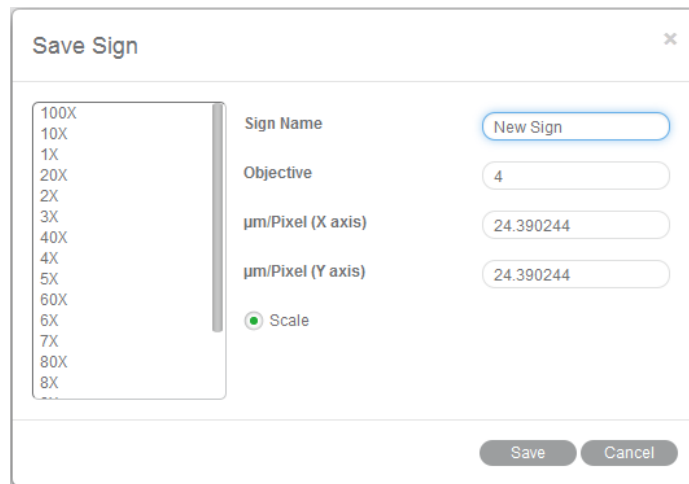 Save Sign
×
100X
10X
1X
20X
2X
3X
40X
4X
5X
60X
6X
7X
80X
8X
Sign Name
New Sign
Objective
4
µm/Pixel (X axis)
24.390244
µm/Pixel (Y axis)
24.390244
Scale
Save
Cancel